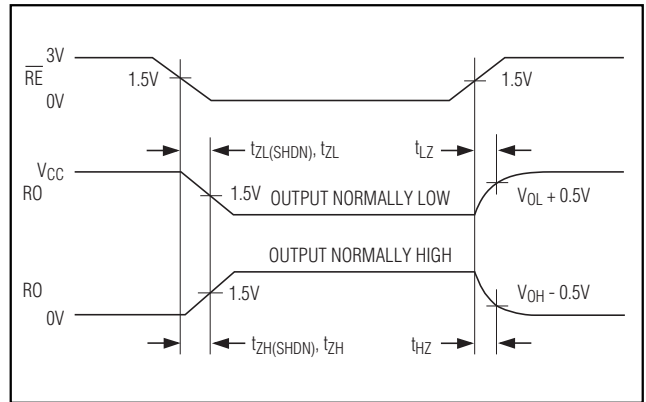 3V
RE
1.5V
1.5V
0V
tZL(SHDN), tZL
tLZ
VCC
RO
1.5V
OUTPUT NORMALLY LOW
VOL + 0.5V
OUTPUT NORMALLY HIGH
RO
1.5V
VOH - 0.5V
0V
tZH(SHDN), tZH
tHZ